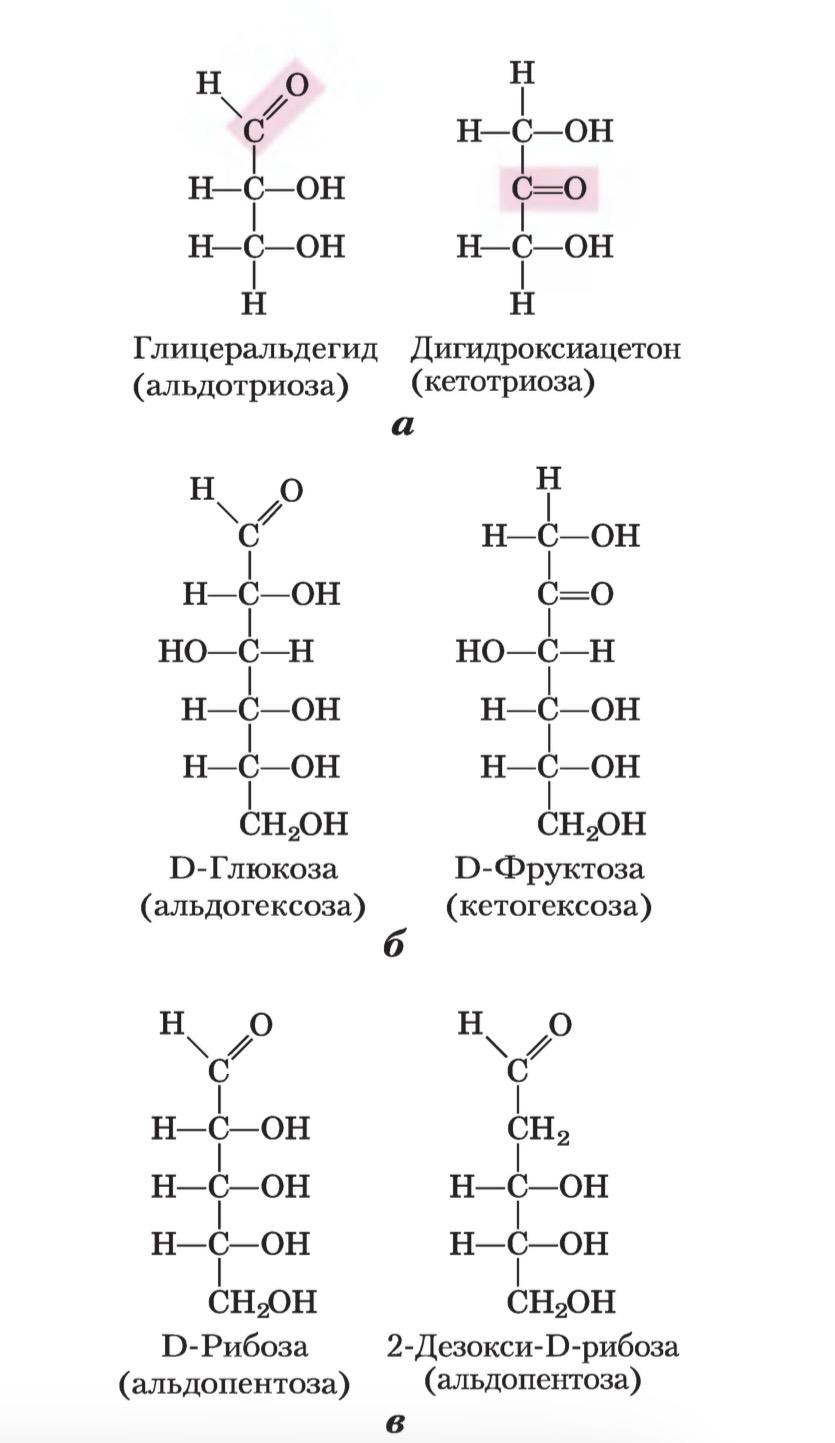 H O H
C H—C—OH
H—C—OH C=O
H—C—OH H—C—OH
H H
Глицеральдегид Дигидроксиацетон
(альдотриоза) (кетотриоза)
а
H O H
C H—C—OH
H—C—OH C=O
HO—C—H HO—C—H
H—C—OH H—C—OH
H—C—OH H—C—OH
CH₂OH CH₂OH
D-Глюкоза D-Фруктоза
(альдогексоза) (кетогексоза)
б
H O H O
C C
H—C—OH CH₂
H—C—OH H—C—OH
H—C—OH H—C—OH
CH₂OH CH₂OH
D-Рибоза 2-Дезокси-D-рибоза
(альдопентоза) (альдопентоза)
в